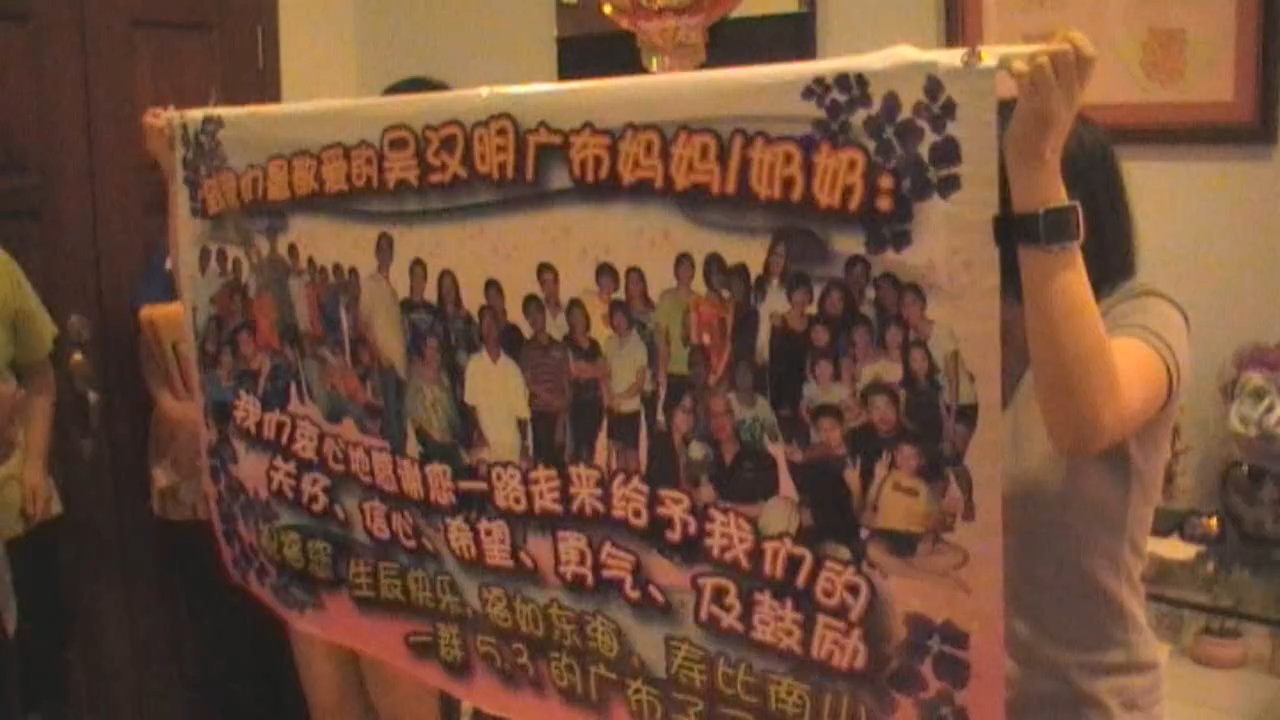 我们最敬爱的吴汉明广布妈妈/奶奶：
我们衷心地感谢您一路走来给予我们的
关怀、信心、希望、勇气、及鼓励
祝福您 生辰快乐，福如东海，寿比南山
一群5.3的广布子